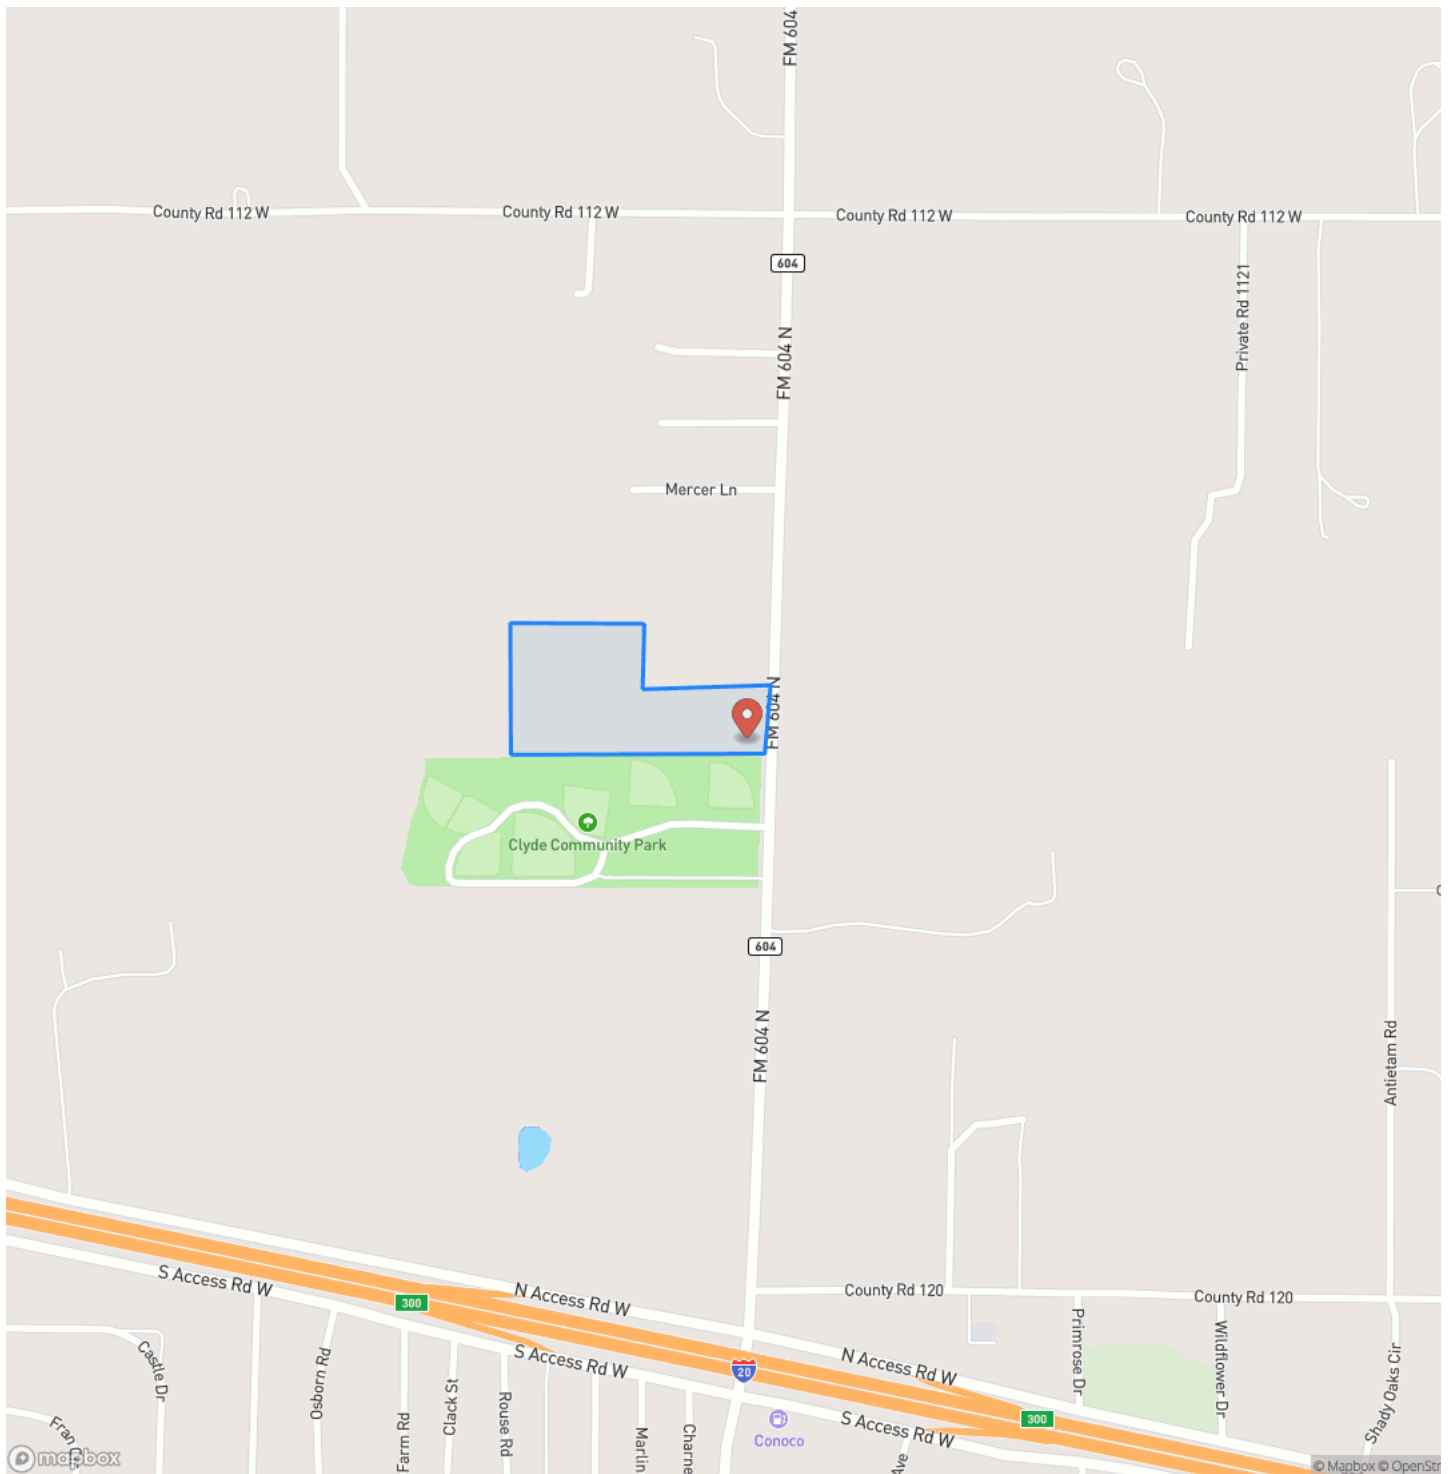 FM 604
County Rd 112 W
County Rd 112 W
County Rd 112 W
County Rd 112 W
604
Private Rd 1121
FM 604 N
Mercer Ln
FM 604 N
Clyde Community Park
604
FM 604 N
Antietam Rd
S Access Rd W
300
N Access Rd W
County Rd 120
County Rd 120
Castle Dr
Osborn Rd
Farm Rd
Clack St
Rouse Rd
S Access Rd W
20
N Access Rd W
Primrose Dr
Wildflower Dr
Shady Oaks Cir
300
Marlin
Charne
Conoco
S Access Rd W
Ave
Fran
mapbox
© Mapbox © OpenStr